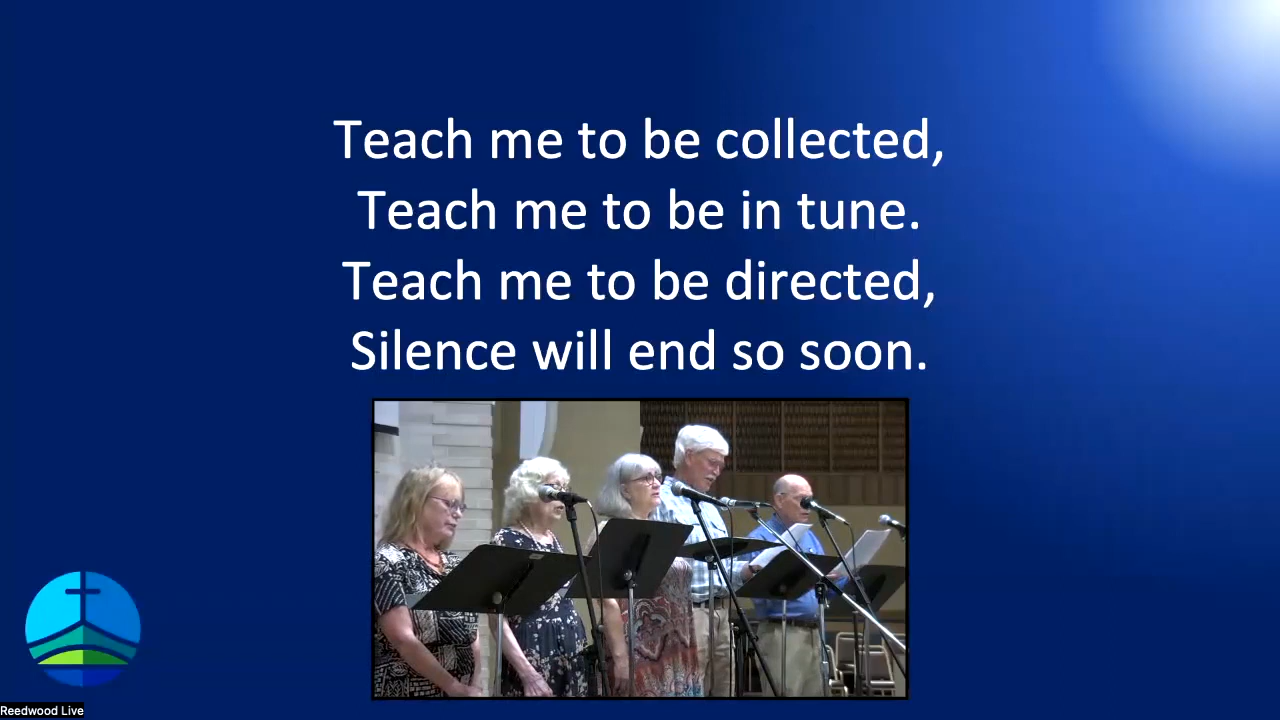 Teach me to be collected,
Teach me to be in tune.
Teach me to be directed,
Silence will end so soon.
Reedwood Live